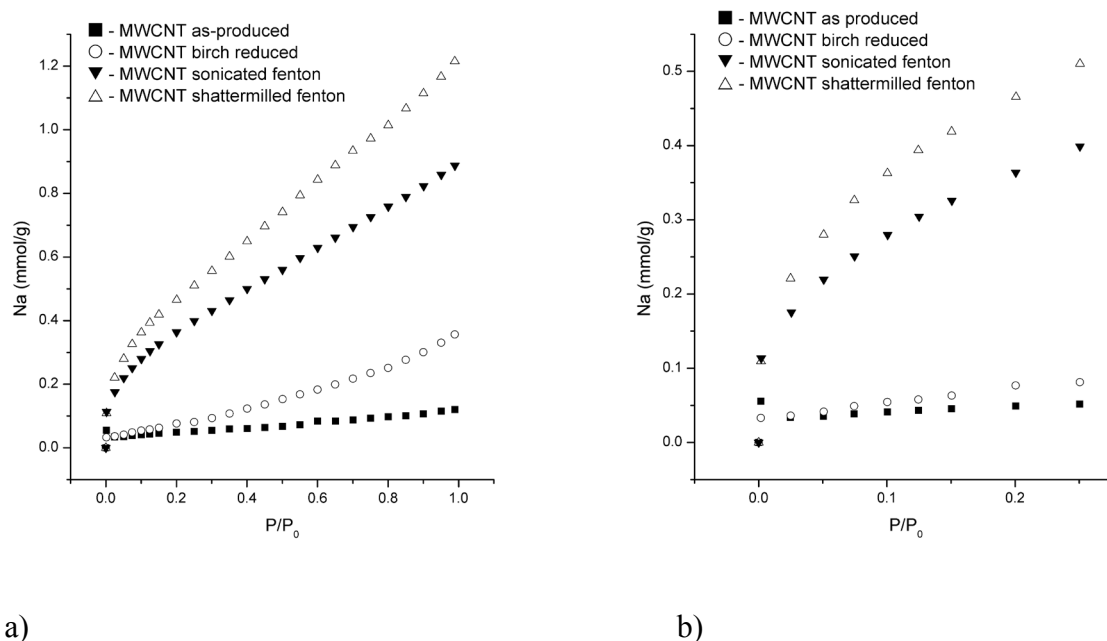 ■ - MWCNT as-produced
○ - MWCNT birch reduced
▼ - MWCNT sonicated fenton
△ - MWCNT shattermilled fenton
1.2
1.0
0.8
0.6
0.4
0.2
0.0
Na (mmol/g)
0.0 0.2 0.4 0.6 0.8 1.0
P/P₀
a)
■ - MWCNT as produced
○ - MWCNT birch reduced
▼ - MWCNT sonicated fenton
△ - MWCNT shattermilled fenton
0.5
0.4
0.3
0.2
0.1
0.0
Na (mmol/g)
0.0 0.1 0.2
P/P₀
b)